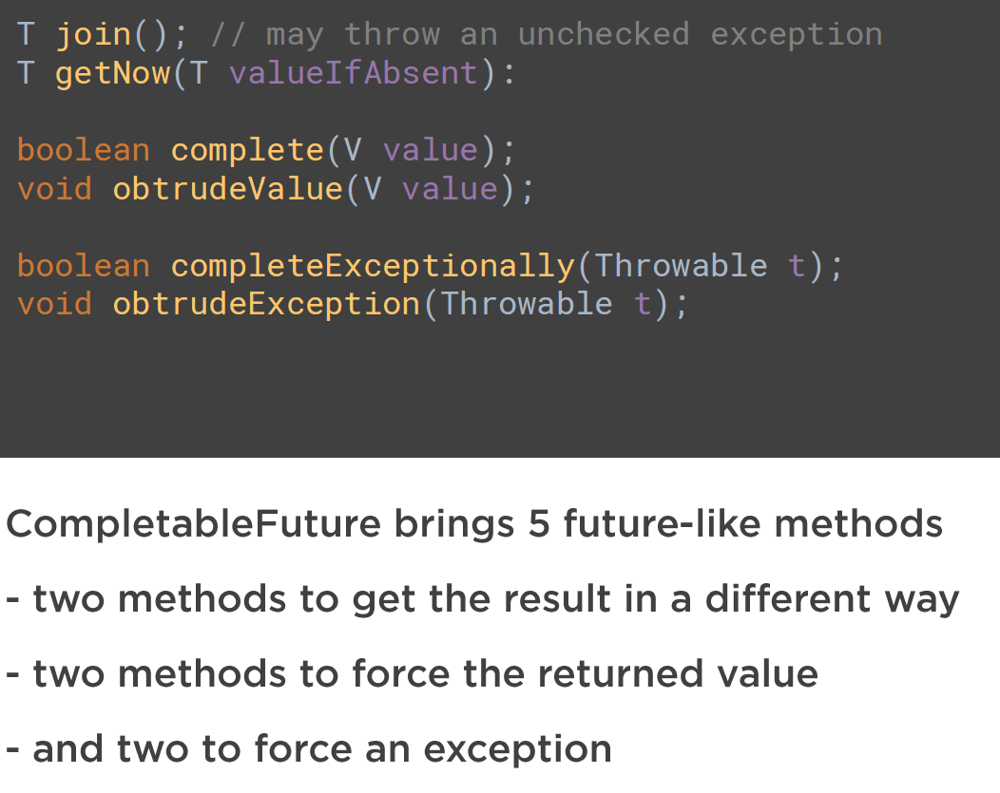 T join(); // may throw an unchecked exception
T getNow(T valueIfAbsent):
boolean complete(V value);
void obtrudeValue(V value);
boolean completeExceptionally(Throwable t);
void obtrudeException(Throwable t);
CompletableFuture brings 5 future-like methods
- two methods to get the result in a different way
- two methods to force the returned value
- and two to force an exception